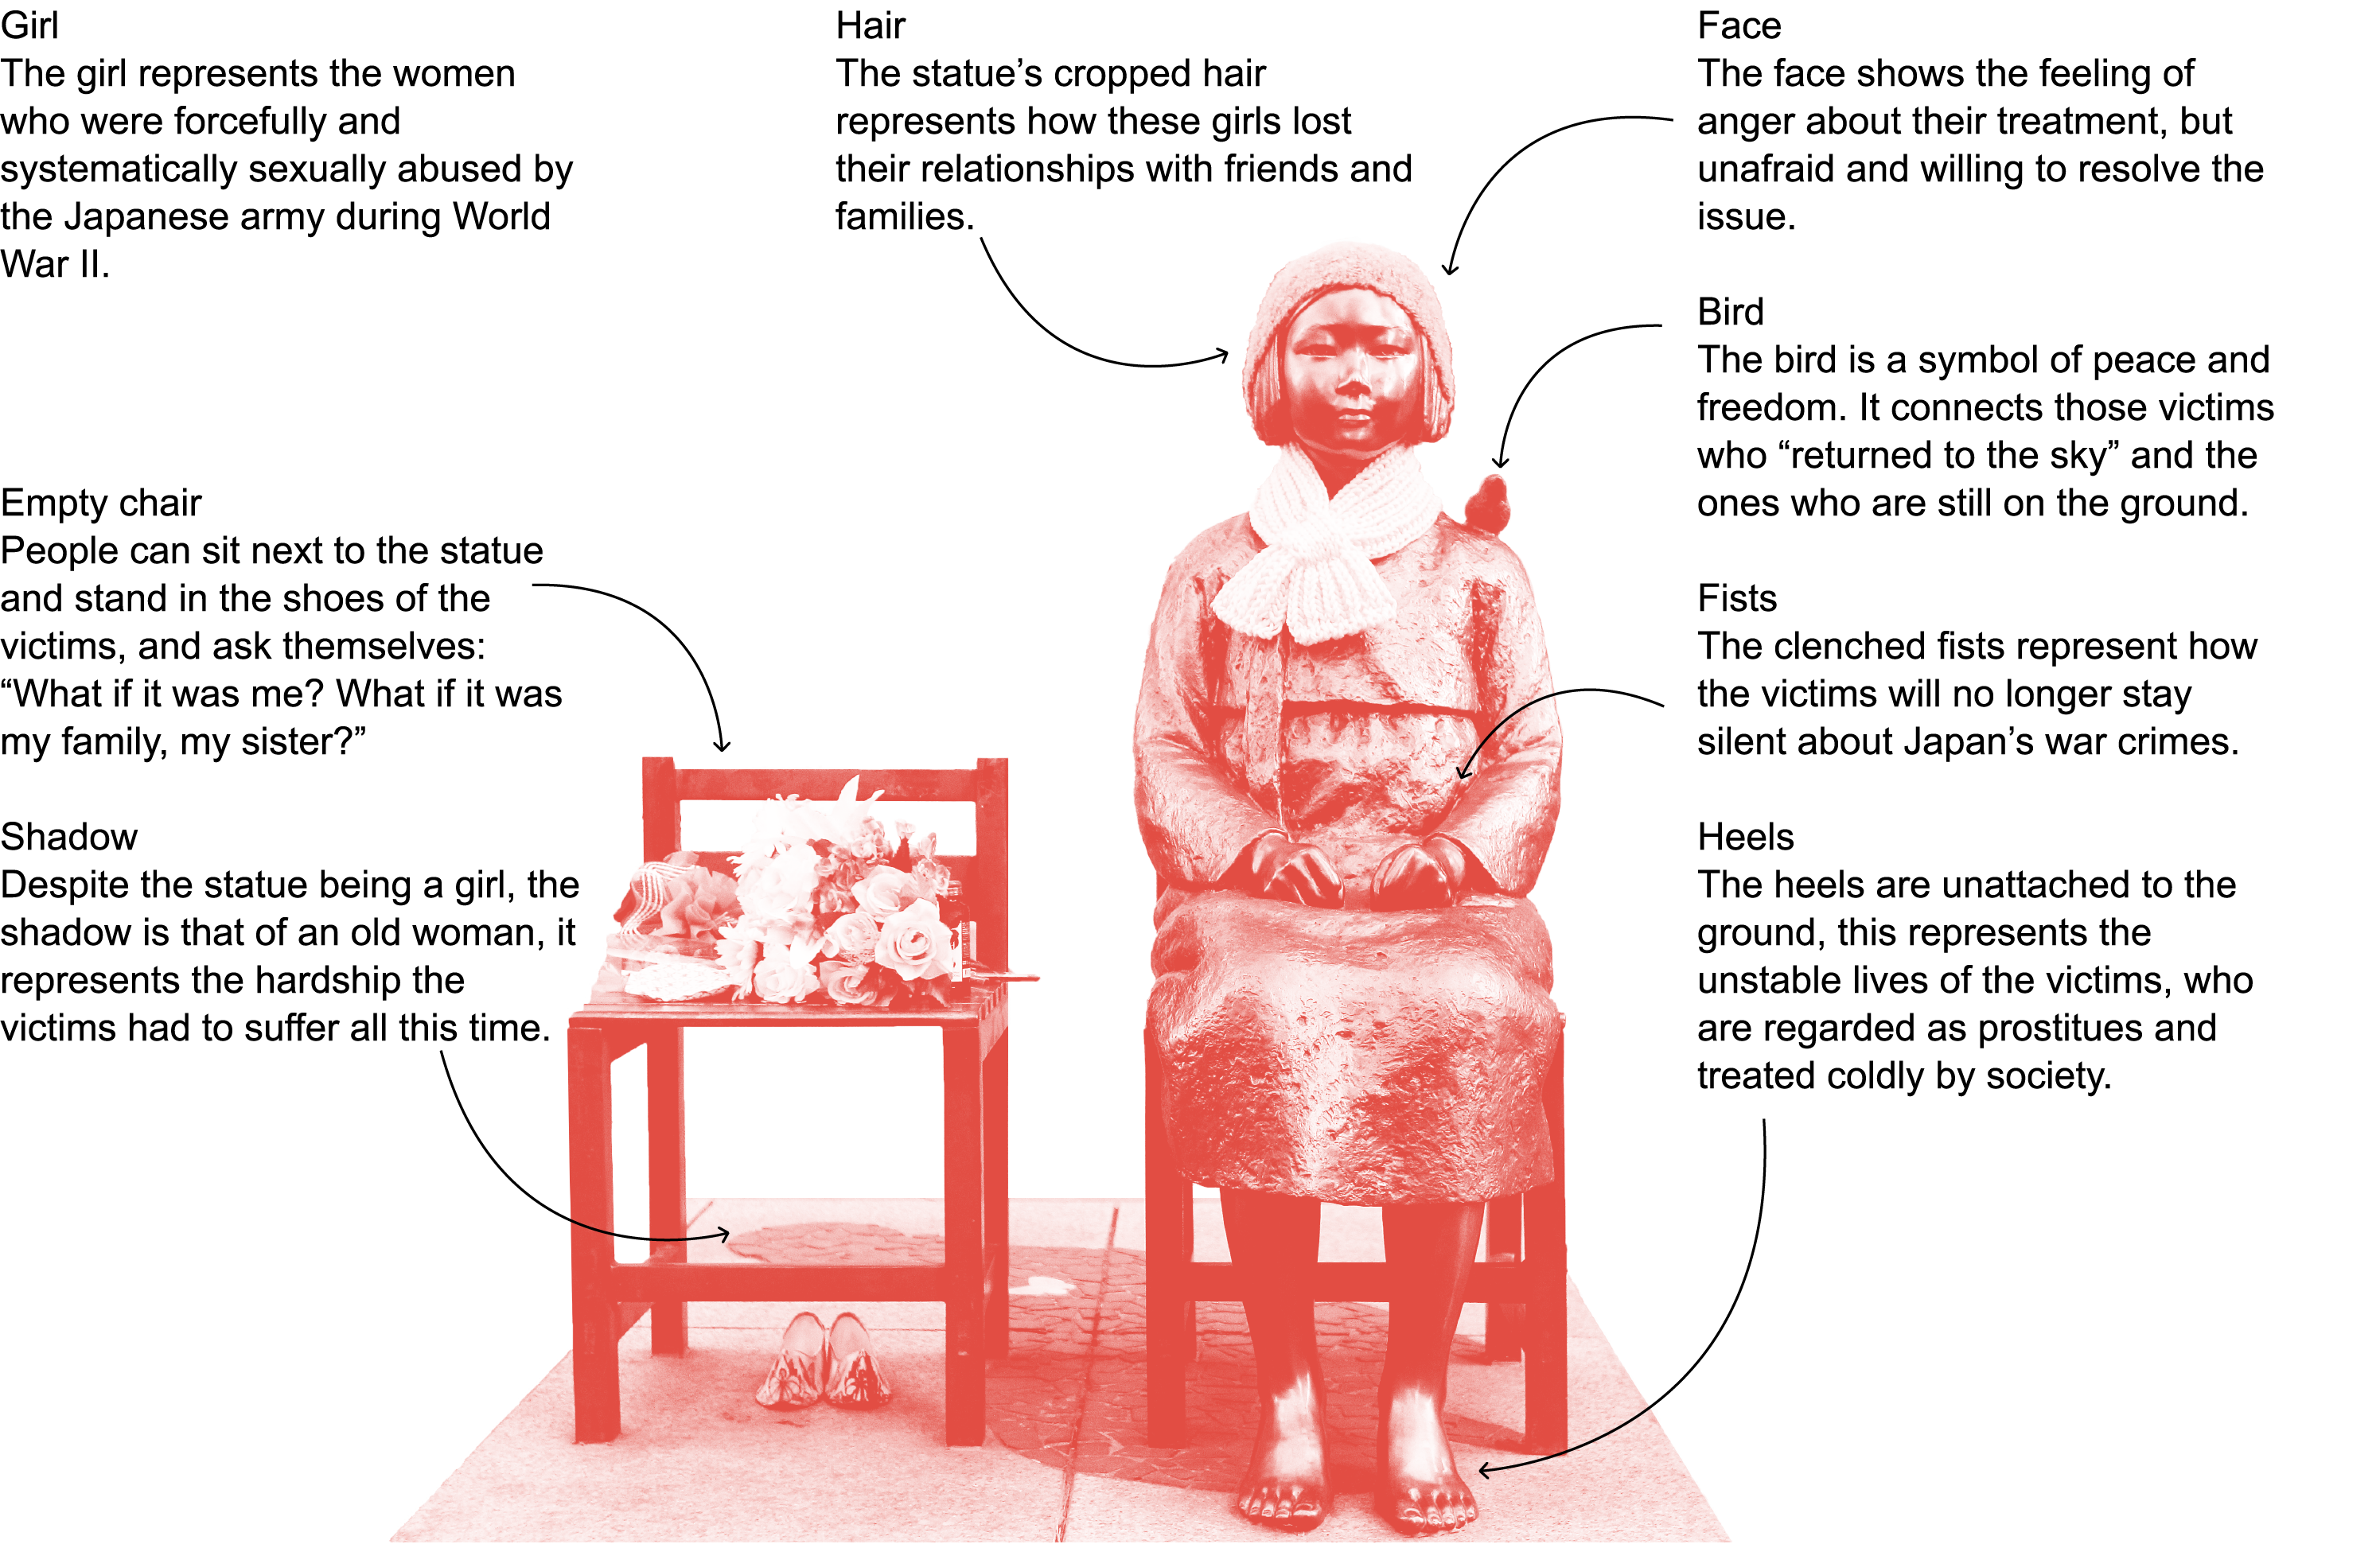 Girl
The girl represents the women
who were forcefully and
systematically sexually abused by
the Japanese army during World
War II.
Hair
The statue’s cropped hair
represents how these girls lost
their relationships with friends and
families.
Face
The face shows the feeling of
anger about their treatment, but
unafraid and willing to resolve the
issue.
Bird
The bird is a symbol of peace and
freedom. It connects those victims
who “returned to the sky” and the
ones who are still on the ground.
Empty chair
People can sit next to the statue
and stand in the shoes of the
victims, and ask themselves:
“What if it was me? What if it was
my family, my sister?”
Fists
The clenched fists represent how
the victims will no longer stay
silent about Japan’s war crimes.
Shadow
Despite the statue being a girl, the
shadow is that of an old woman, it
represents the hardship the
victims had to suffer all this time.
Heels
The heels are unattached to the
ground, this represents the
unstable lives of the victims, who
are regarded as prostitues and
treated coldly by society.